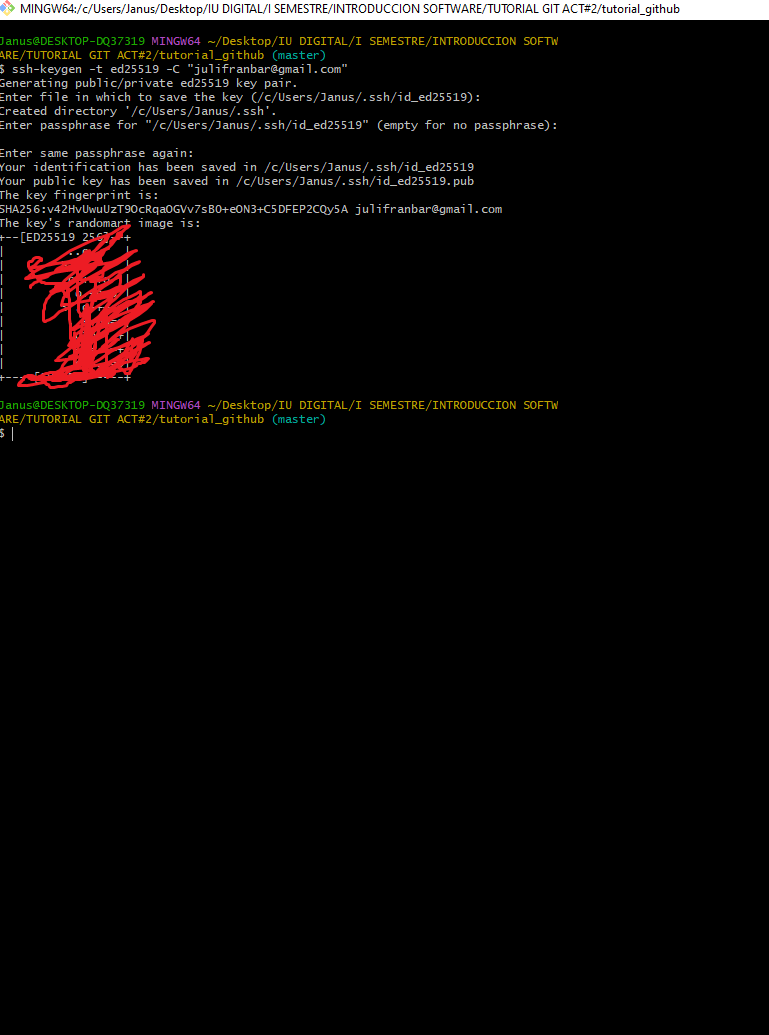 MINGW64:/c/Users/Janus/Desktop/IU DIGITAL/I SEMESTRE/INTRODUCCION SOFTWARE/TUTORIAL GIT ACT#2/tutorial_github
Janus@DESKTOP-DQ37319 MINGW64 ~/Desktop/IU DIGITAL/I SEMESTRE/INTRODUCCION SOFTW
ARE/TUTORIAL GIT ACT#2/tutorial_github (master)
$ ssh-keygen -t ed25519 -C "julifranbar@gmail.com"
Generating public/private ed25519 key pair.
Enter file in which to save the key (/c/Users/Janus/.ssh/id_ed25519):
Created directory '/c/Users/Janus/.ssh'.
Enter passphrase for "/c/Users/Janus/.ssh/id_ed25519" (empty for no passphrase):
Enter same passphrase again:
Your identification has been saved in /c/Users/Janus/.ssh/id_ed25519
Your public key has been saved in /c/Users/Janus/.ssh/id_ed25519.pub
The key fingerprint is:
SHA256:v42HvUwuUzT9OcRqaOGVv7sBO+eON3+C5DFEP2CQy5A julifranbar@gmail.com
The key's randomart image is:
+--[ED25519 256]--+
Janus@DESKTOP-DQ37319 MINGW64 ~/Desktop/IU DIGITAL/I SEMESTRE/INTRODUCCION SOFTW
ARE/TUTORIAL GIT ACT#2/tutorial_github (master)
$